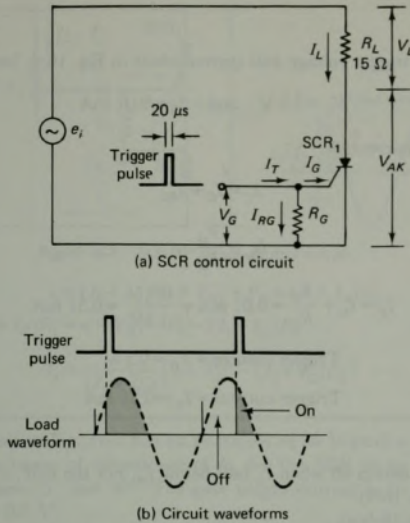 I_L
R_L
15 Ω
V_L
20 μs
e_i
Trigger
pulse
SCR₁
I_T
I_G
V_AK
V_G
I_RG
R_G
(a) SCR control circuit
Trigger
pulse
On
Load
waveform
Off
(b) Circuit waveforms